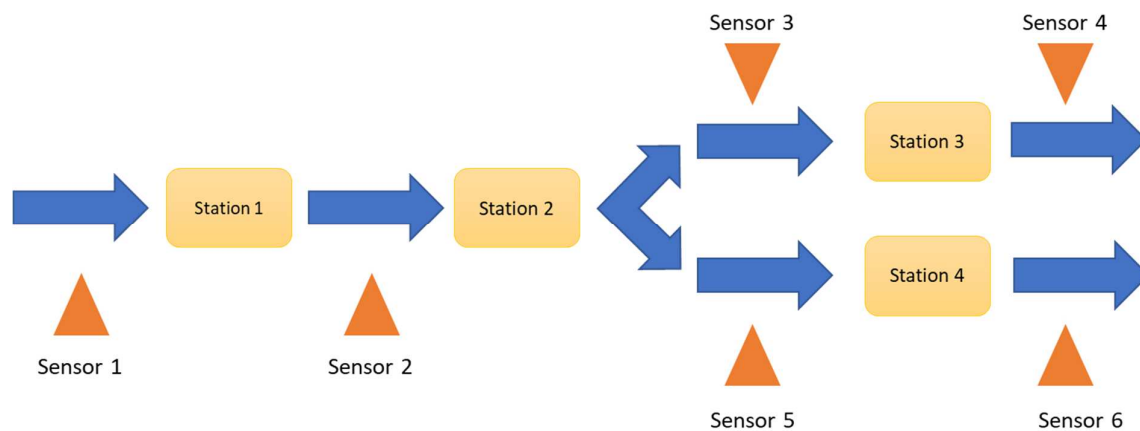 Sensor 3
Sensor 4
Station 3
Station 1
Station 2
Station 4
Sensor 1
Sensor 2
Sensor 5
Sensor 6